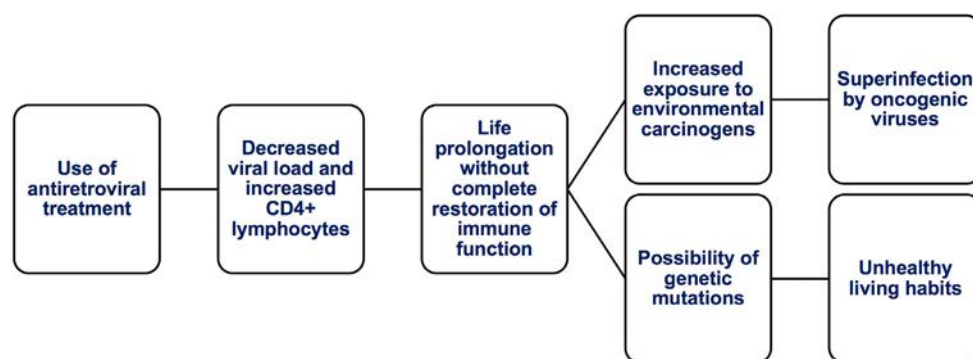 Use of
antiretroviral
treatment
Decreased
viral load and
increased
CD4+
lymphocytes
Life
prolongation
without
complete
restoration of
immune
function
Increased
exposure to
environmental
carcinogens
Superinfection
by oncogenic
viruses
Possibility of
genetic
mutations
Unhealthy
living habits